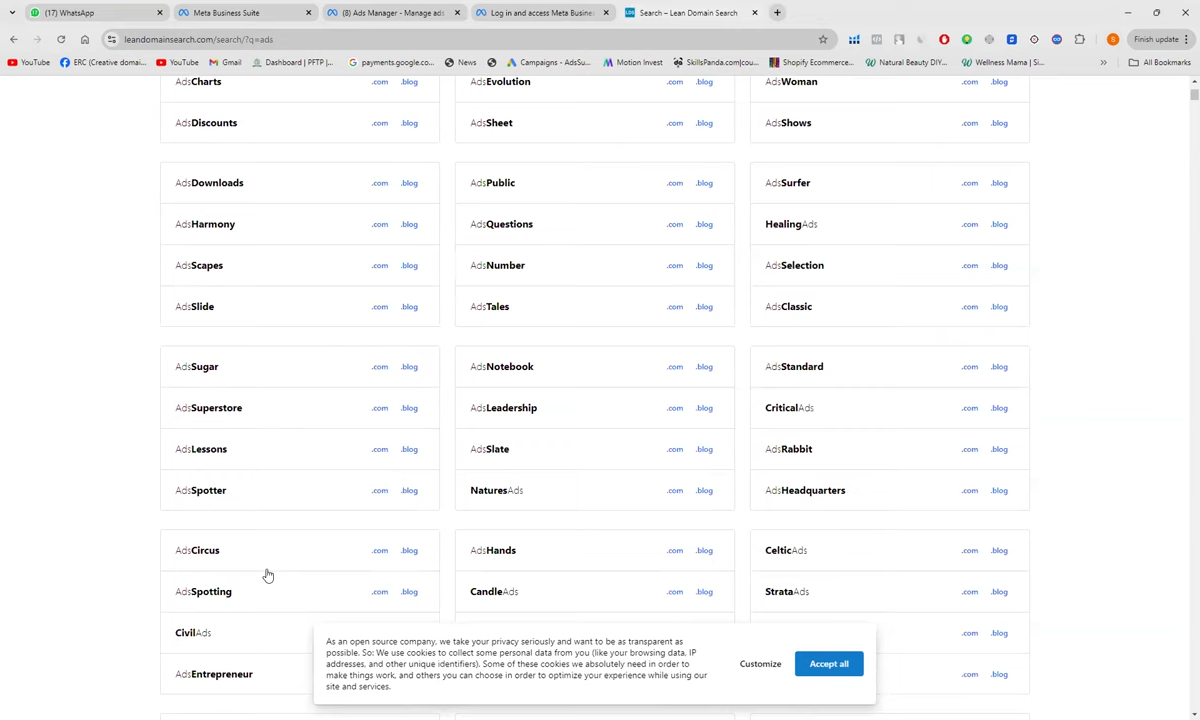 (17) WhatsApp
Meta Business Suite
(8) Ads Manager - Manage ads
Log in and access Meta Busine
Search – Lean Domain Search
leandomainsearch.com/search/?q=ads
Finish update
YouTube
ERC (Creative domai...
YouTube
Gmail
Dashboard | PFTP |...
payments.google.co...
News
Campaigns - AdsSu...
Motion Invest
SkillsPanda.com|cou...
Shopify Ecommerce...
Natural Beauty DIY...
Wellness Mama | Si...
All Bookmarks
AdsCharts .com .blog
AdsEvolution .com .blog
AdsWoman .com .blog
AdsDiscounts .com .blog
AdsSheet .com .blog
AdsShows .com .blog
AdsDownloads .com .blog
AdsPublic .com .blog
AdsSurfer .com .blog
AdsHarmony .com .blog
AdsQuestions .com .blog
HealingAds .com .blog
AdsScapes .com .blog
AdsNumber .com .blog
AdsSelection .com .blog
AdsSlide .com .blog
AdsTales .com .blog
AdsClassic .com .blog
AdsSugar .com .blog
AdsNotebook .com .blog
AdsStandard .com .blog
AdsSuperstore .com .blog
AdsLeadership .com .blog
CriticalAds .com .blog
AdsLessons .com .blog
AdsSlate .com .blog
AdsRabbit .com .blog
AdsSpotter .com .blog
NaturesAds .com .blog
AdsHeadquarters .com .blog
AdsCircus .com .blog
AdsHands .com .blog
CelticAds .com .blog
AdsSpotting .com .blog
CandleAds .com .blog
StrataAds .com .blog
CivilAds
.com .blog
AdsEntrepreneur
.com .blog
As an open source company, we take your privacy seriously and want to be as transparent as
possible. So: We use cookies to collect some personal data from you (like your browsing data, IP
addresses, and other unique identifiers). Some of these cookies we absolutely need in order to
make things work, and others you can choose in order to optimize your experience while using our
site and services.
Customize
Accept all